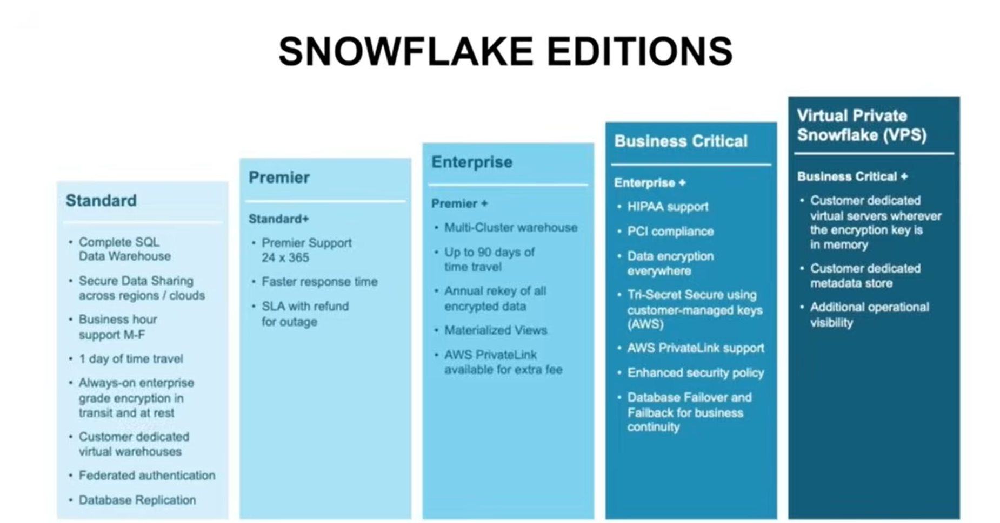 SNOWFLAKE EDITIONS
Standard
• Complete SQL
Data Warehouse
• Secure Data Sharing
across regions / clouds
• Business hour
support M-F
• 1 day of time travel
• Always-on enterprise
grade encryption in
transit and at rest
• Customer dedicated
virtual warehouses
• Federated authentication
• Database Replication
Premier
Standard+
• Premier Support
24 x 365
• Faster response time
• SLA with refund
for outage
Enterprise
Premier +
• Multi-Cluster warehouse
• Up to 90 days of
time travel
• Annual rekey of all
encrypted data
• Materialized Views
• AWS PrivateLink
available for extra fee
Business Critical
Enterprise +
• HIPAA support
• PCI compliance
• Data encryption
everywhere
• Tri-Secret Secure using
customer-managed keys
(AWS)
• AWS PrivateLink support
• Enhanced security policy
• Database Failover and
Failback for business
continuity
Virtual Private
Snowflake (VPS)
Business Critical +
• Customer dedicated
virtual servers wherever
the encryption key is
in memory
• Customer dedicated
metadata store
• Additional operational
visibility